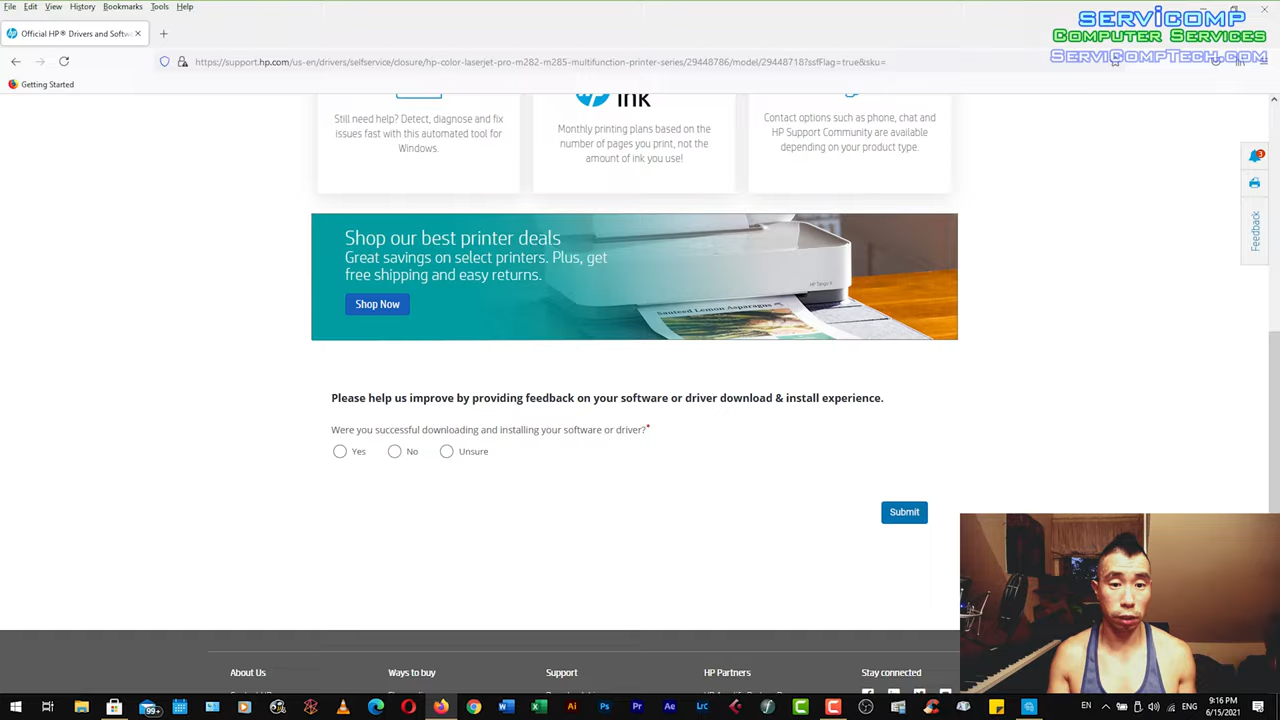 File Edit View History Bookmarks Tools Help
SERViCOMP
COMPUTER SERVICES
SERVICOMPTECH.COM
Official HP® Drivers and Softw
https://support.hp.com/us-en/drivers/selfservice/closure/hp-color-laserjet-pro-m282-m285-multifunction-printer-series/29448786/model/29448718?ssfFlag=true&sku=
Getting Started
Still need help? Detect, diagnose and fix
issues fast with this automated tool for
Windows.
ink
Monthly printing plans based on the
number of pages you print, not the
amount of ink you use!
Contact options such as phone, chat and
HP Support Community are available
depending on your product type.
3
Feedback
Shop our best printer deals
Great savings on select printers. Plus, get
free shipping and easy returns.
Shop Now
Sauteed Lemon Asparagus
Please help us improve by providing feedback on your software or driver download & install experience.
Were you successful downloading and installing your software or driver?*
Yes No Unsure
Submit
About Us Ways to buy Support HP Partners Stay connected
99+
EN
9:16 PM
6/15/2021